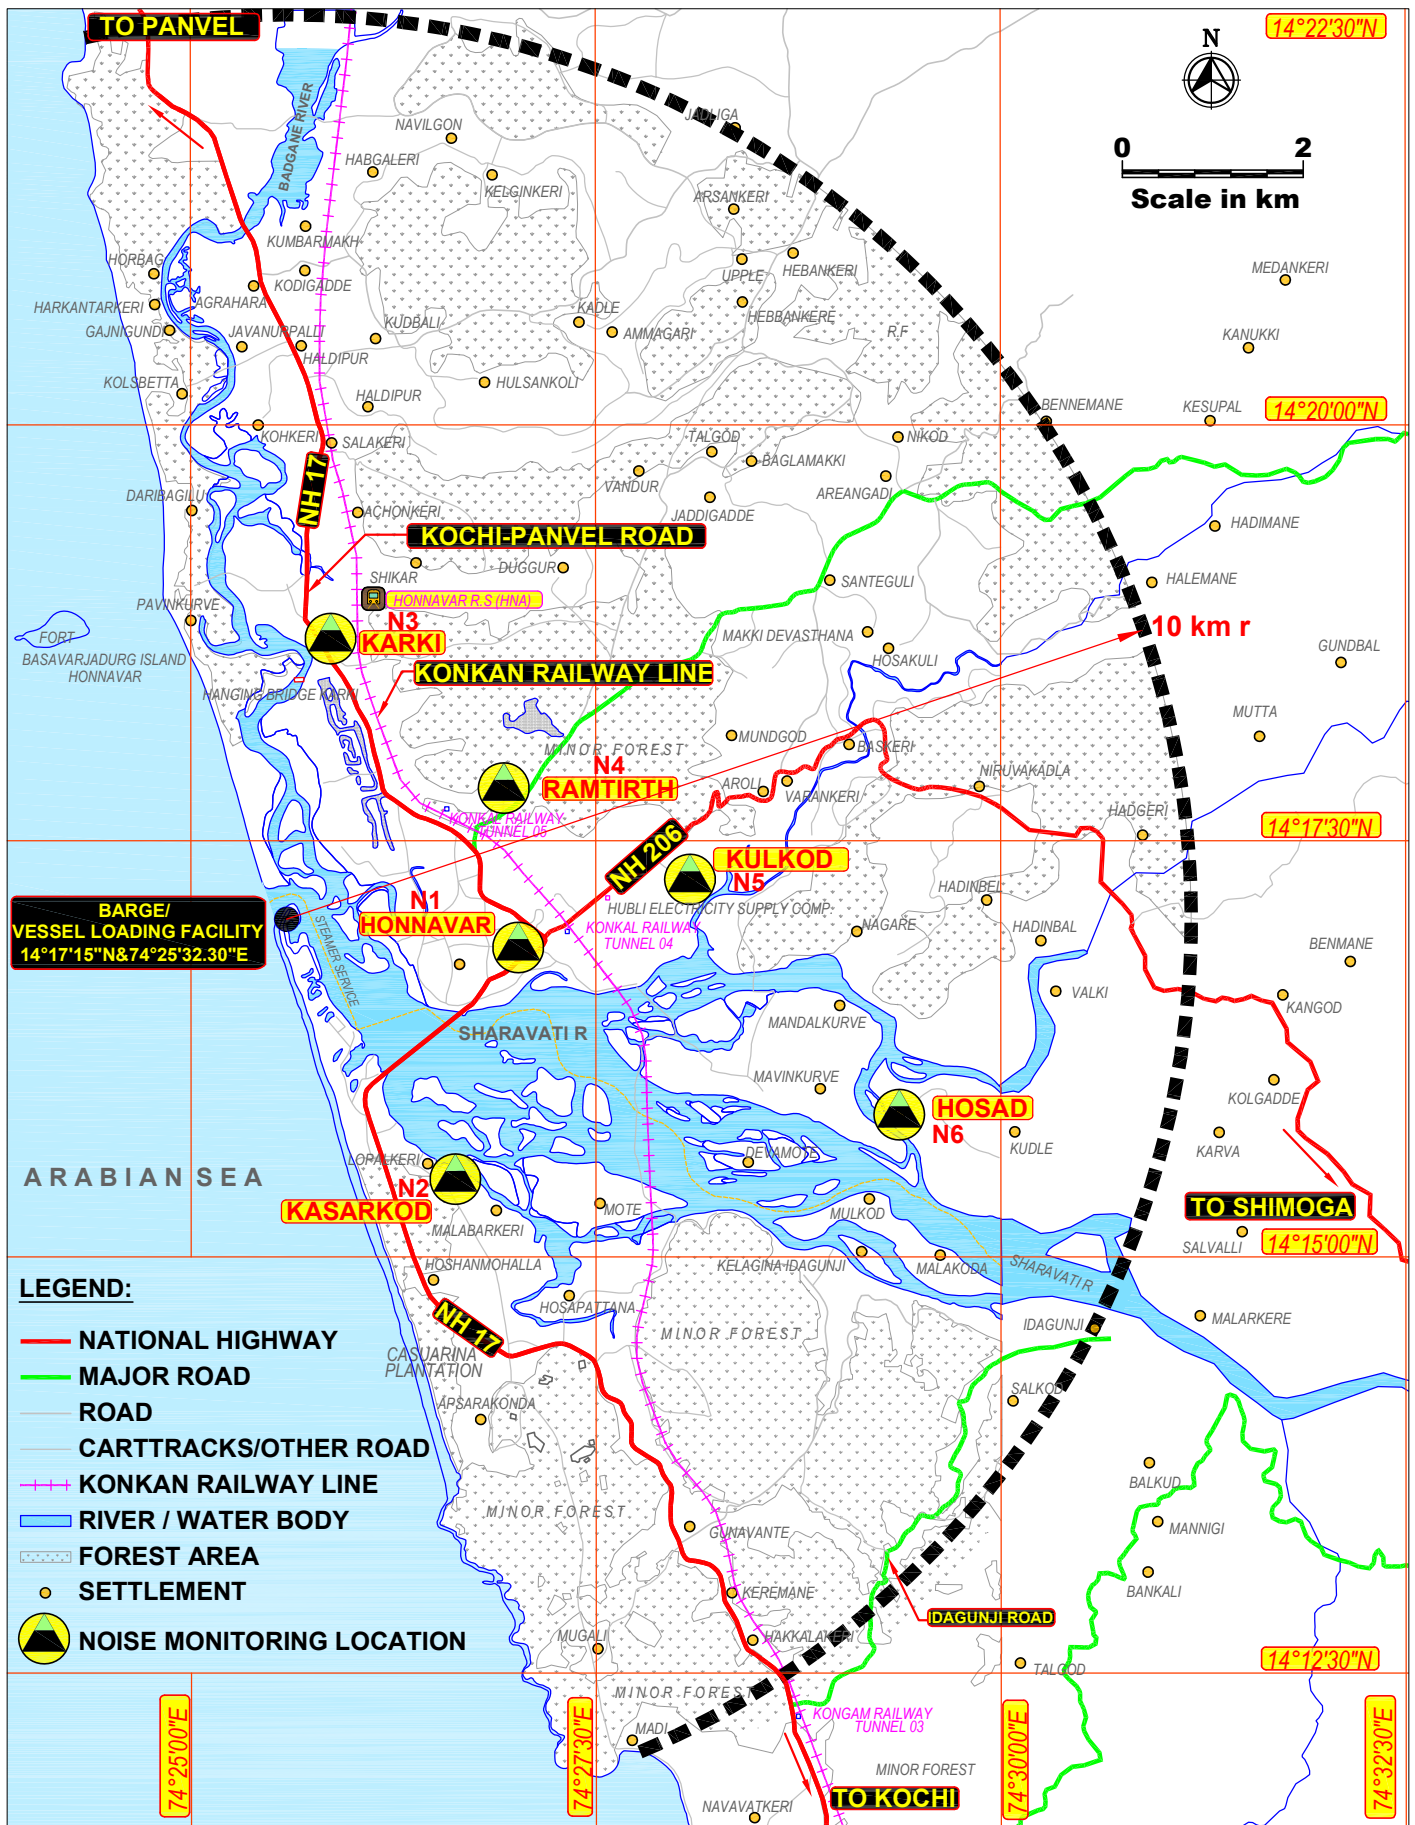 TO PANVEL
14°22'30"N
N
BADGANE RIVER
JADLIGA
NAVILGON
0 2
HABGALERI
KELGINKERI
ARSANKERI
Scale in km
KUMBARMAKH
HORBAG
KODIGADDE
UPPLE
HEBANKERI
MEDANKERI
HARKANTARKERI
AGRAHARA
KADLE
HEBBANKERE
GAJNIGUNDI
JAVANURPALLI
KUDBALI
AMMAGARI
R.F
KANUKKI
HALDIPUR
KOLSBETTA
HULSANKOLI
HALDIPUR
BENNEMANE
KESUPAL
14°20'00"N
KOHKERI
SALAKERI
TALGOD
NIKOD
BAGLAMAKKI
NH 17
VANDUR
AREANGADI
DARIBAGILU
ACHONKERI
JADDIGADDE
HADIMANE
KOCHI-PANVEL ROAD
SHIKAR
DUGGUR
SANTEGULI
HALEMANE
HONNAVAR R.S (HNA)
PAVINKURVE
N3
KARKI
MAKKI DEVASTHANA
10 km r
FORT
BASAVARJADURG ISLAND
HONNAVAR
HOSAKULI
GUNDBAL
KONKAN RAILWAY LINE
HANGING BRIDGE KARKI
MUTTA
MINOR FOREST
MUNDGOD
BASKERI
N4
RAMTIRTH
AROLI
VARANKERI
NIRUVAKADLA
HADGERI
KONKAL RAILWAY
TUNNEL 05
14°17'30"N
NH 206
KULKOD
N5
HADINBEL
BARGE/
VESSEL LOADING FACILITY
14°17'15"N&74°25'32.30"E
N1
HONNAVAR
HUBLI ELECTRICITY SUPPLY COMP.
KONKAL RAILWAY
TUNNEL 04
NAGARE
HADINBAL
BENMANE
STEAMER SERVICE
VALKI
KANGOD
MANDALKURVE
SHARAVATI R
MAVINKURVE
KOLGADDE
HOSAD
N6
KUDLE
KARVA
ARABIAN SEA
LOPALKERI
DEVAMOTE
N2
KASARKOD
MALABARKERI
MOTE
MULKOD
TO SHIMOGA
SALVALLI
14°15'00"N
HOSHANMOHALLA
KELAGINA IDAGUNJI
MALAKODA
SHARAVATI R
LEGEND:
HOSAPATTANA
NH 17
MINOR FOREST
IDAGUNJI
MALARKERE
NATIONAL HIGHWAY
CASUARINA
PLANTATION
MAJOR ROAD
APSARAKONDA
SALKOD
ROAD
CARTTRACKS/OTHER ROAD
BALKUD
KONKAN RAILWAY LINE
MINOR FOREST
RIVER / WATER BODY
GUNAVANTE
MANNIGI
FOREST AREA
BANKALI
SETTLEMENT
KEREMANE
IDAGUNJI ROAD
NOISE MONITORING LOCATION
MUGALI
HAKKALAKERI
TALGOD
14°12'30"N
MINOR FOREST
KONGAM RAILWAY
TUNNEL 03
MADI
MINOR FOREST
TO KOCHI
NAVAVATKERI
74°25'00"E
74°27'30"E
74°30'00"E
74°32'30"E